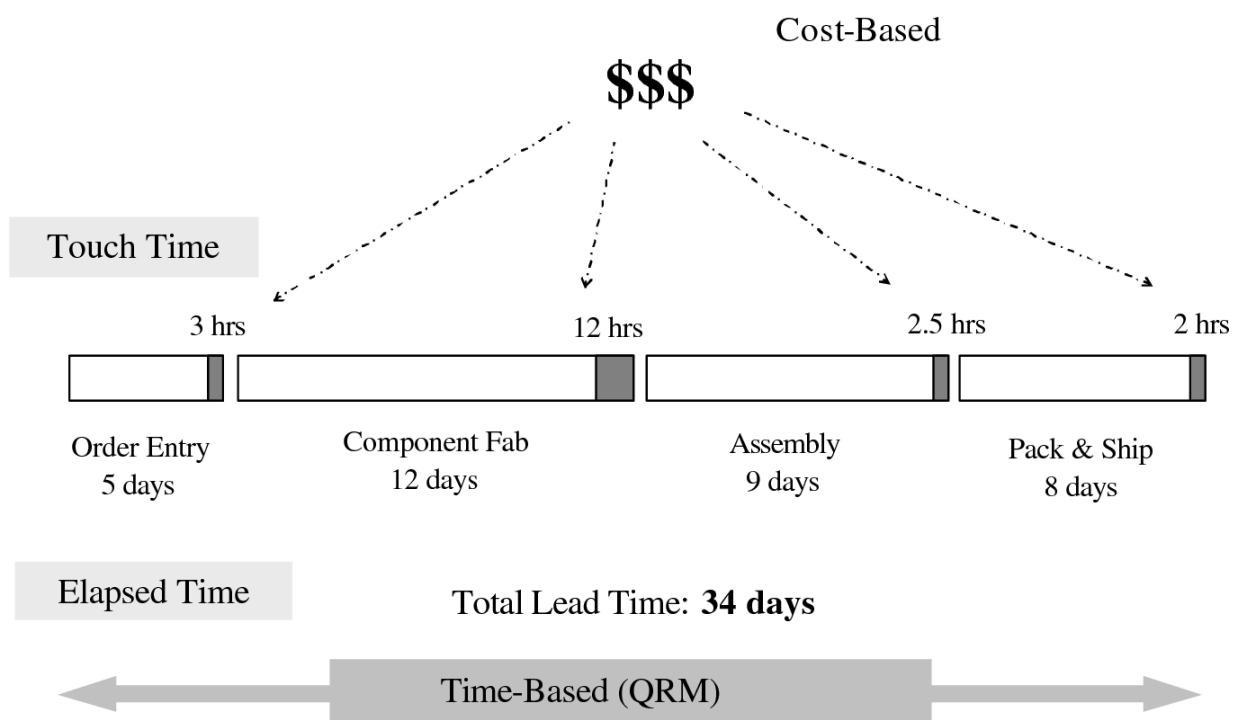 Cost-Based
$$$
Touch Time
3 hrs
12 hrs
2.5 hrs
2 hrs
Order Entry
5 days
Component Fab
12 days
Assembly
9 days
Pack & Ship
8 days
Elapsed Time
Total Lead Time: 34 days
Time-Based (QRM)